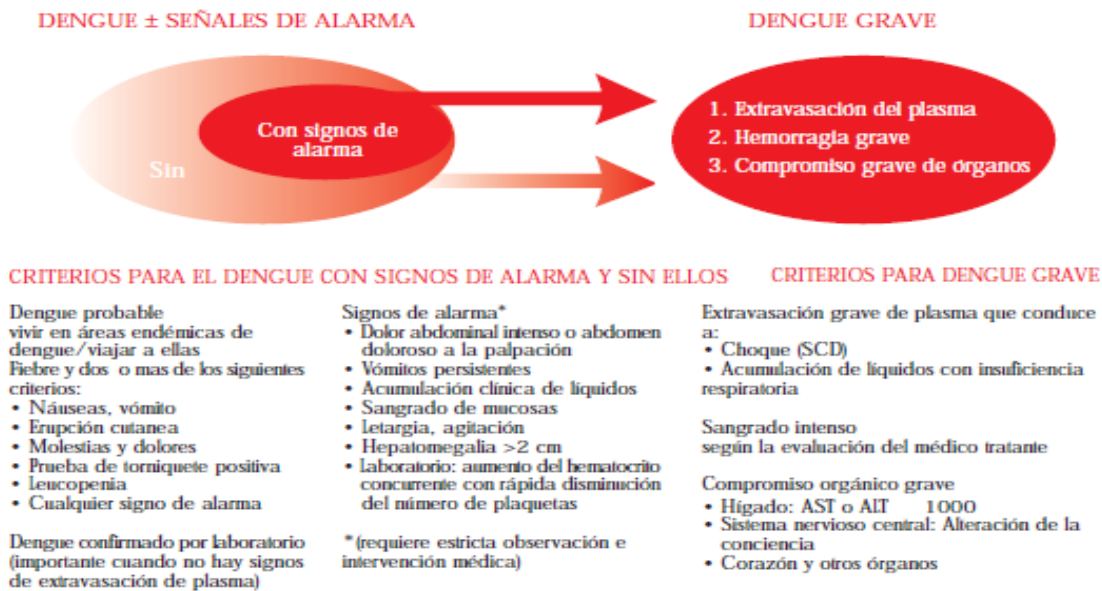 DENGUE ± SEÑALES DE ALARMA
DENGUE GRAVE
Sin
Con signos de
alarma
1. Extravasación del plasma
2. Hemorragia grave
3. Compromiso grave de órganos
CRITERIOS PARA EL DENGUE CON SIGNOS DE ALARMA Y SIN ELLOS
Dengue probable
vivir en áreas endémicas de
dengue/viajar a ellas
Fiebre y dos o mas de los siguientes
criterios:
• Náuseas, vómito
• Erupción cutanea
• Molestias y dolores
• Prueba de torniquete positiva
• Leucopenia
• Cualquier signo de alarma
Dengue confirmado por laboratorio
(importante cuando no hay signos
de extravasación de plasma)
Signos de alarma*
• Dolor abdominal intenso o abdomen
doloroso a la palpación
• Vómitos persistentes
• Acumulación clínica de líquidos
• Sangrado de mucosas
• Letargia, agitación
• Hepatomegalia >2 cm
• Laboratorio: aumento del hematocrito
concurrente con rápida disminución
del número de plaquetas
*(requiere estricta observación e
intervención médica)
CRITERIOS PARA DENGUE GRAVE
Extravasación grave de plasma que conduce
a:
• Choque (SCD)
• Acumulación de líquidos con insuficiencia
respiratoria
Sangrado intenso
según la evaluación del médico tratante
Compromiso orgánico grave
• Hígado: AST o ALT 1000
• Sistema nervioso central: Alteración de la
conciencia
• Corazón y otros órganos